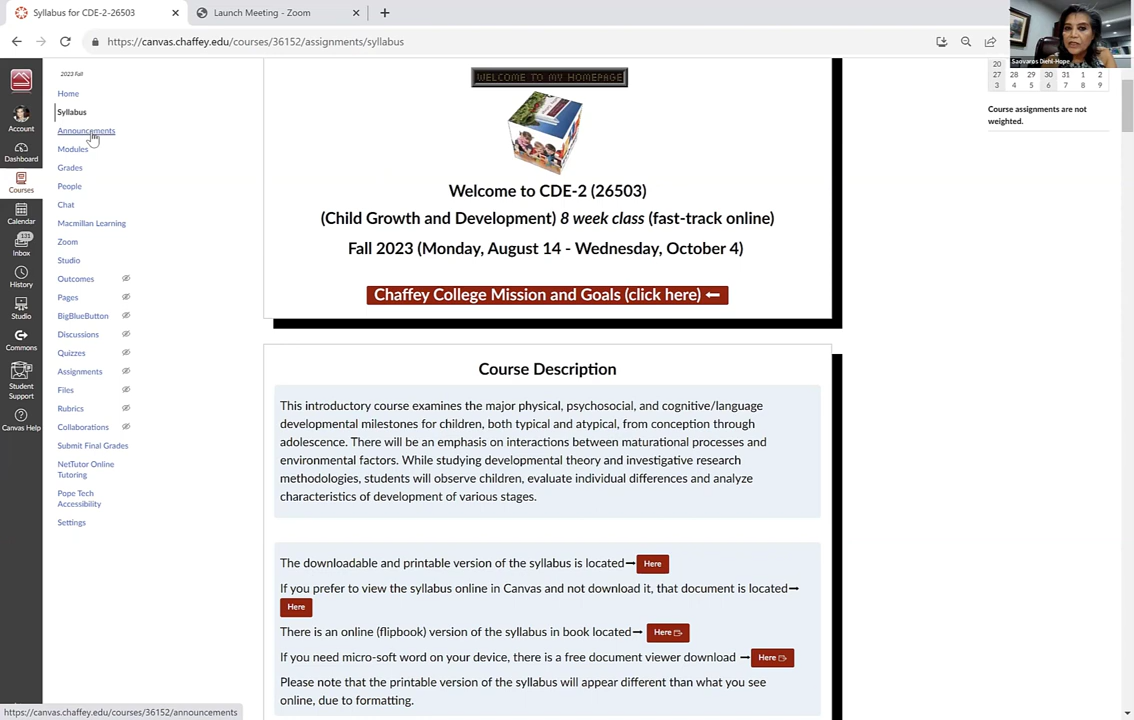 Syllabus for CDE-2-26503
Launch Meeting - Zoom
https://canvas.chaffey.edu/courses/36152/assignments/syllabus
Saovaros Diehl-Hope
Account
Dashboard
Courses
Calendar
131
Inbox
History
Studio
Commons
Student
Support
Canvas Help
2023 Fall
Home
Syllabus
Announcements
Modules
Grades
People
Chat
Macmillan Learning
Zoom
Studio
Outcomes
Pages
BigBlueButton
Discussions
Quizzes
Assignments
Files
Rubrics
Collaborations
Submit Final Grades
NetTutor Online
Tutoring
Pope Tech
Accessibility
Settings
WELCOME TO MY HOMEPAGE
Welcome to CDE-2 (26503)
(Child Growth and Development) 8 week class (fast-track online)
Fall 2023 (Monday, August 14 - Wednesday, October 4)
Chaffey College Mission and Goals (click here)
Course Description
This introductory course examines the major physical, psychosocial, and cognitive/language
developmental milestones for children, both typical and atypical, from conception through
adolescence. There will be an emphasis on interactions between maturational processes and
environmental factors. While studying developmental theory and investigative research
methodologies, students will observe children, evaluate individual differences and analyze
characteristics of development of various stages.
The downloadable and printable version of the syllabus is located→ Here
If you prefer to view the syllabus online in Canvas and not download it, that document is located→
Here
There is an online (flipbook) version of the syllabus in book located→ Here
If you need micro-soft word on your device, there is a free document viewer download → Here
Please note that the printable version of the syllabus will appear different than what you see
online, due to formatting.
20
27 28 29 30 31 1 2
3 4 5 6 7 8 9
Course assignments are not
weighted.
https://canvas.chaffey.edu/courses/36152/announcements